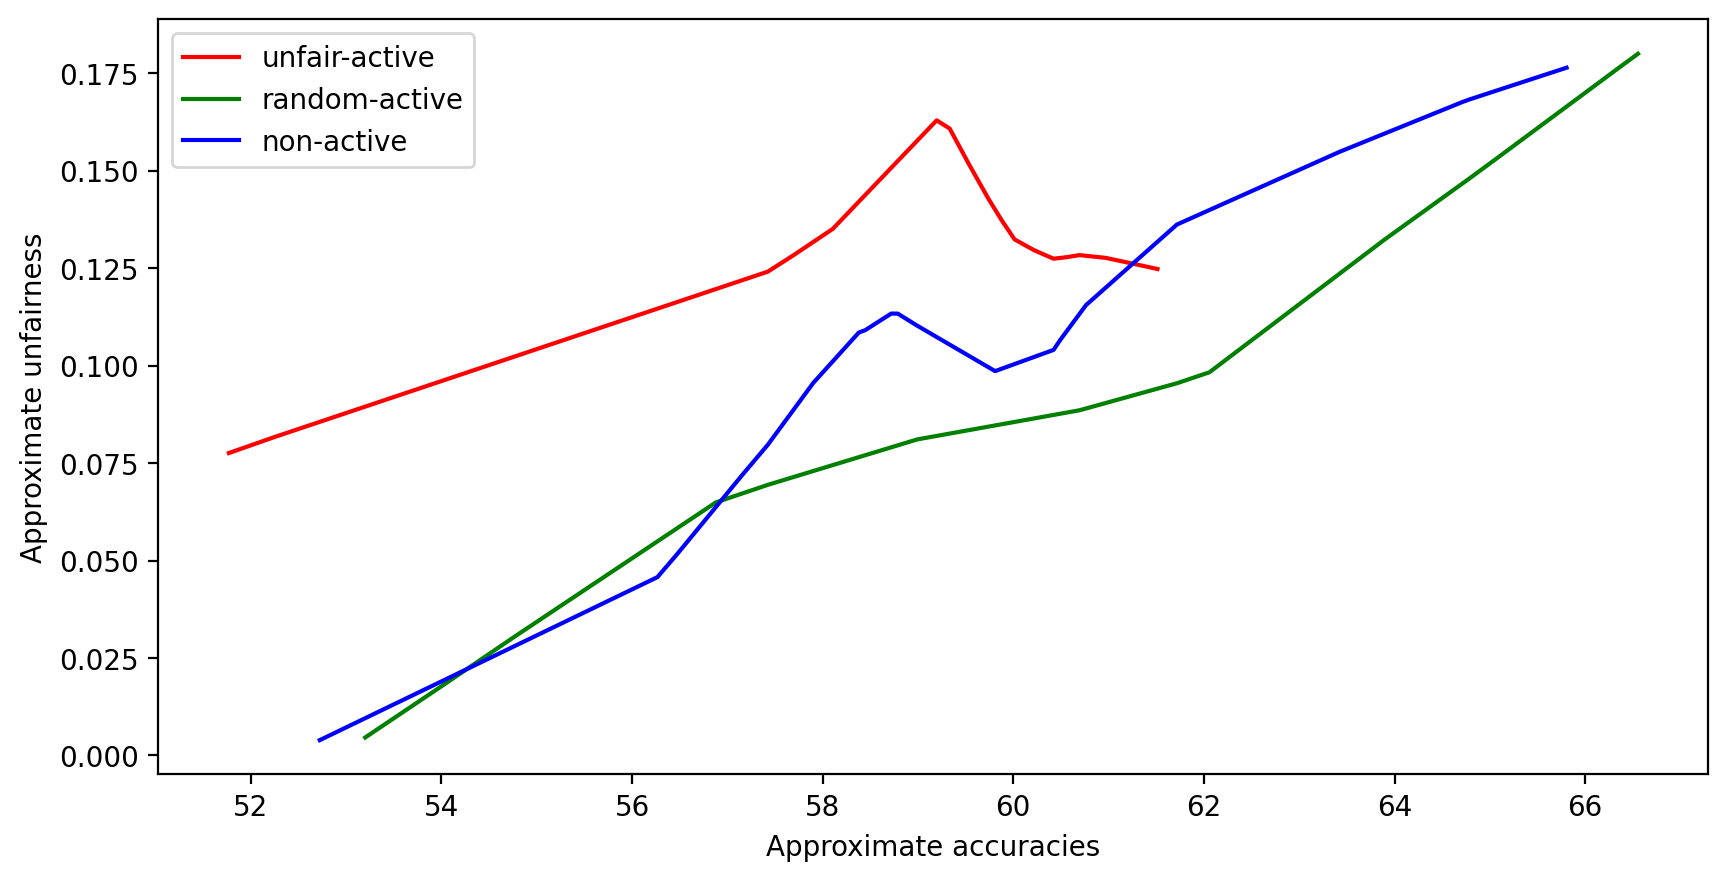 unfair-active
random-active
non-active
Approximate unfairness
0.175
0.150
0.125
0.100
0.075
0.050
0.025
0.000
52 54 56 58 60 62 64 66
Approximate accuracies